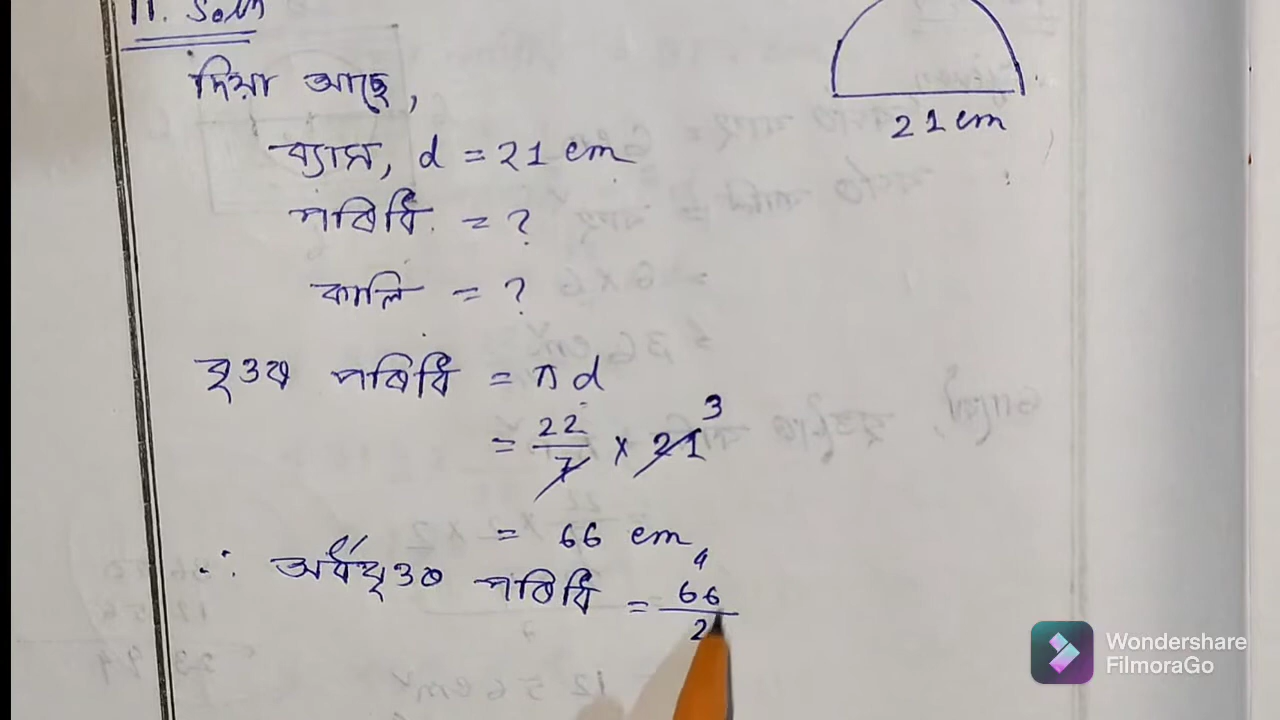 11. Soln
21 cm
দিয়া আছে,
ব্যাস, d = 21 cm
পৰিধি = ?
কালি = ?
বৃত্তৰ পৰিধি = π d
= 22/7 × 21 3
= 66 cm
∴ অৰ্ধবৃত্তৰ পৰিধি = 66/2
Wondershare
FilmoraGo